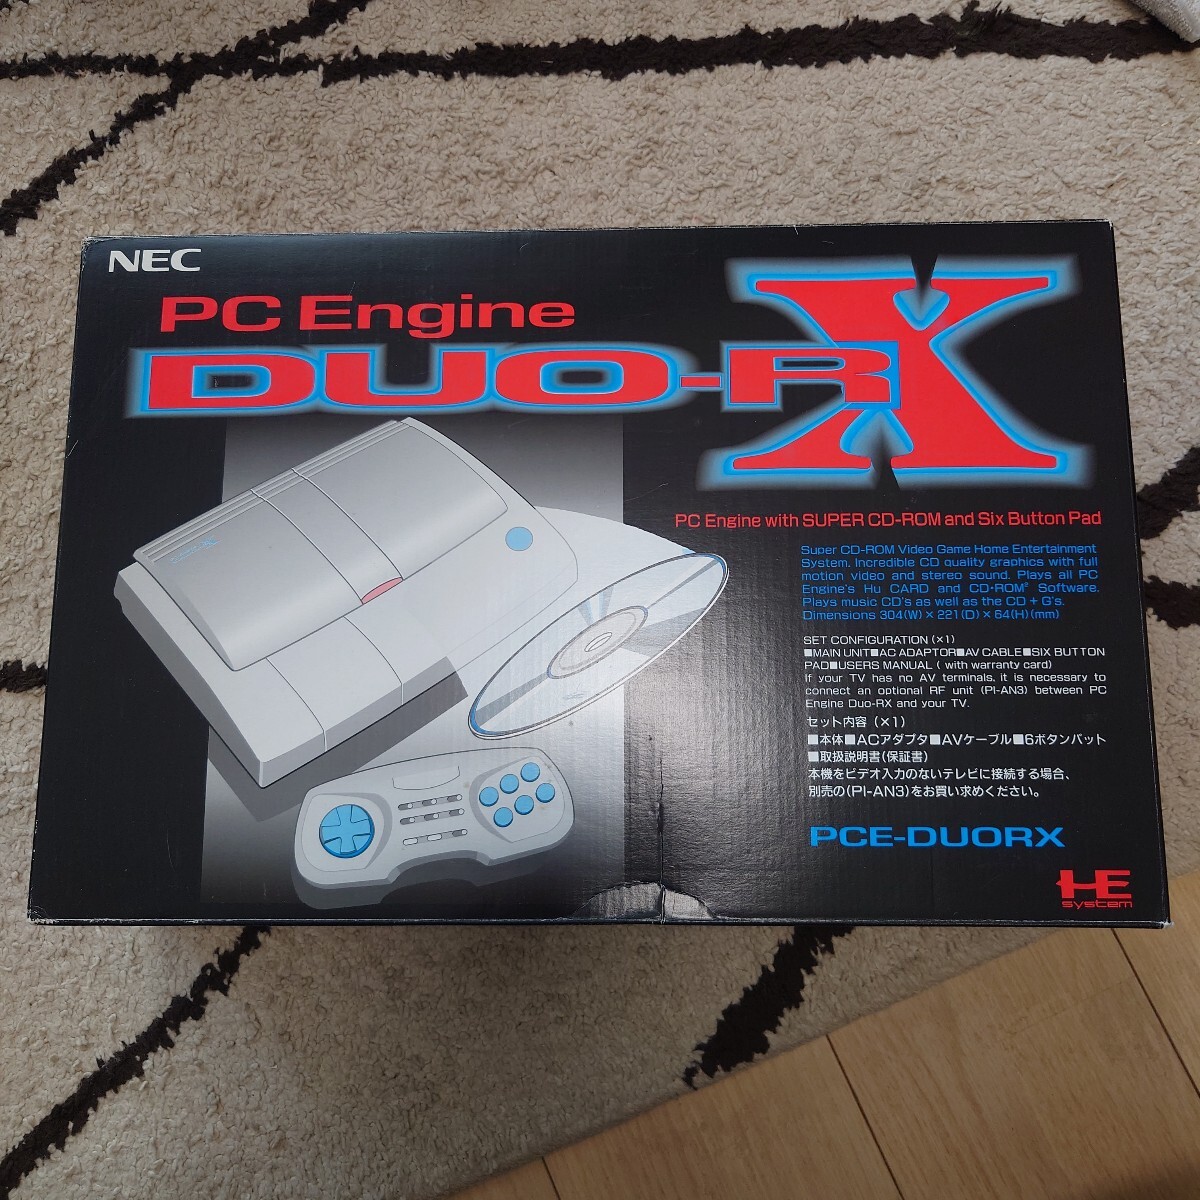 NEC
PC Engine
DUO-RX
PC Engine with SUPER CD-ROM and Six Button Pad
Super CD-ROM Video Game Home Entertainment
System. Incredible CD quality graphics with full
motion video and stereo sound. Plays all PC
Engine's Hu CARD and CD•ROM² Software.
Plays music CD's as well as the CD + G's.
Dimensions 304(W)×221(D)×64(H)(mm)
SET CONFIGURATION (×1)
■MAIN UNIT■AC ADAPTOR■AV CABLE■SIX BUTTON
PAD■USERS MANUAL ( with warranty card)
If your TV has no AV terminals, it is necessary to
connect an optional RF unit (PI-AN3) between PC
Engine Duo-RX and your TV.
セット内容 (×1)
■本体■ACアダプタ■AVケーブル■6ボタンパット
■取扱説明書(保証書)
本機をビデオ入力のないテレビに接続する場合、
別売の(PI-AN3)をお買い求めください。
PCE-DUORX
HE
system